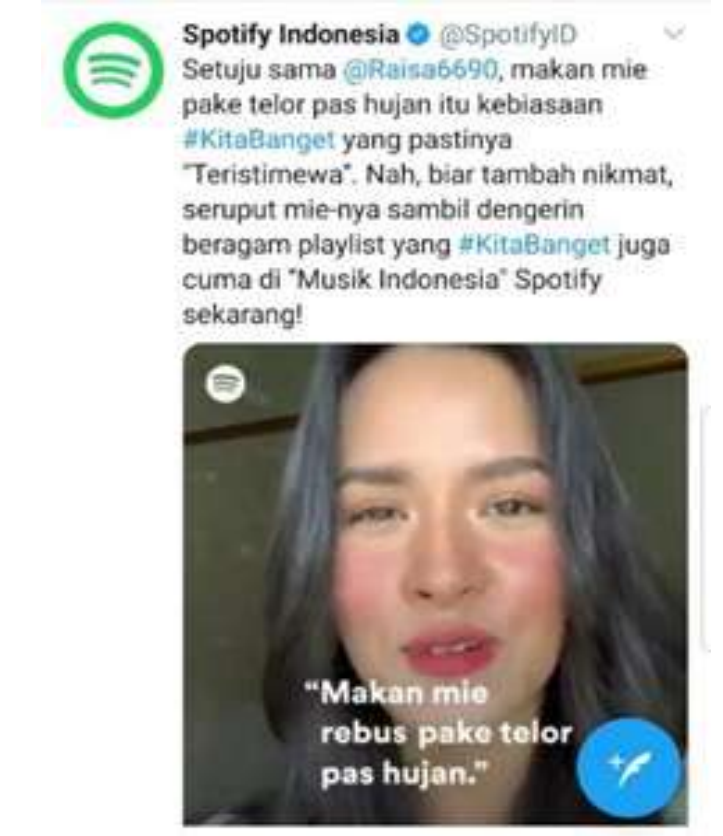 Spotify Indonesia @SpotifyID
Setuju sama @Raisa6690, makan mie
pake telor pas hujan itu kebiasaan
#KitaBanget yang pastinya
"Teristimewa". Nah, biar tambah nikmat,
seruput mie-nya sambil dengerin
beragam playlist yang #KitaBanget juga
cuma di "Musik Indonesia" Spotify
sekarang!
"Makan mie
rebus pake telor
pas hujan."